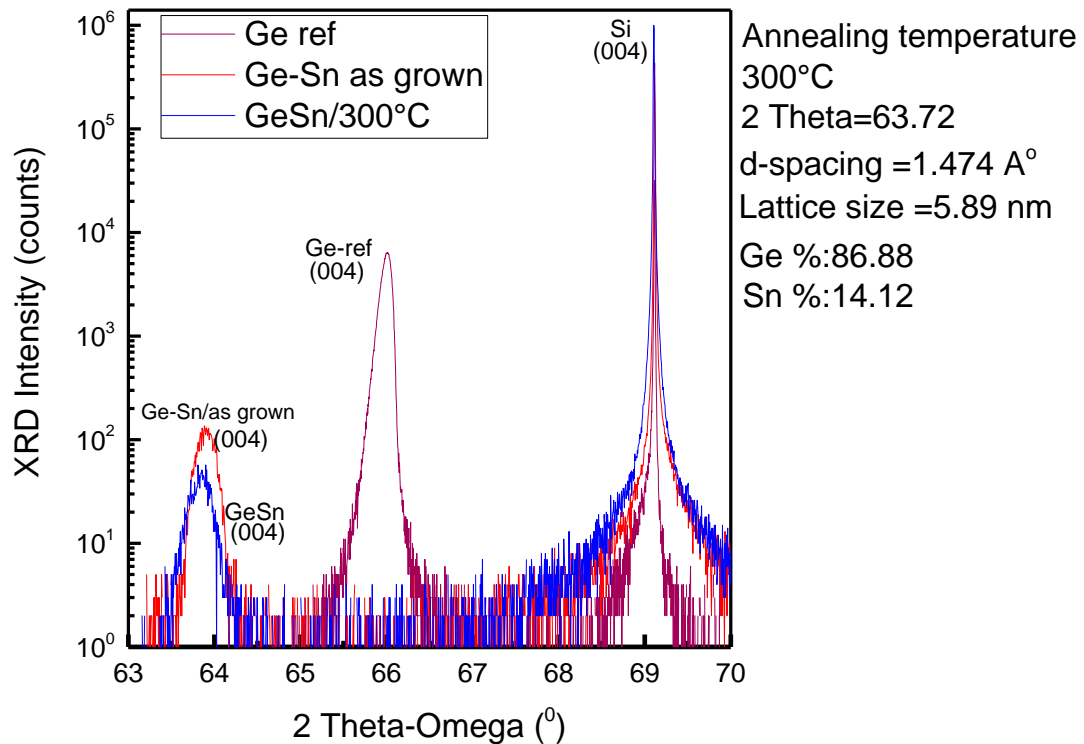 Ge ref
Ge-Sn as grown
GeSn/300°C
Si
(004)
Ge-ref
(004)
Ge-Sn/as grown
(004)
GeSn
(004)
XRD Intensity (counts)
10⁶
10⁵
10⁴
10³
10²
10¹
10⁰
63 64 65 66 67 68 69 70
2 Theta-Omega (⁰)
Annealing temperature
300°C
2 Theta=63.72
d-spacing =1.474 Aº
Lattice size =5.89 nm
Ge %:86.88
Sn %:14.12